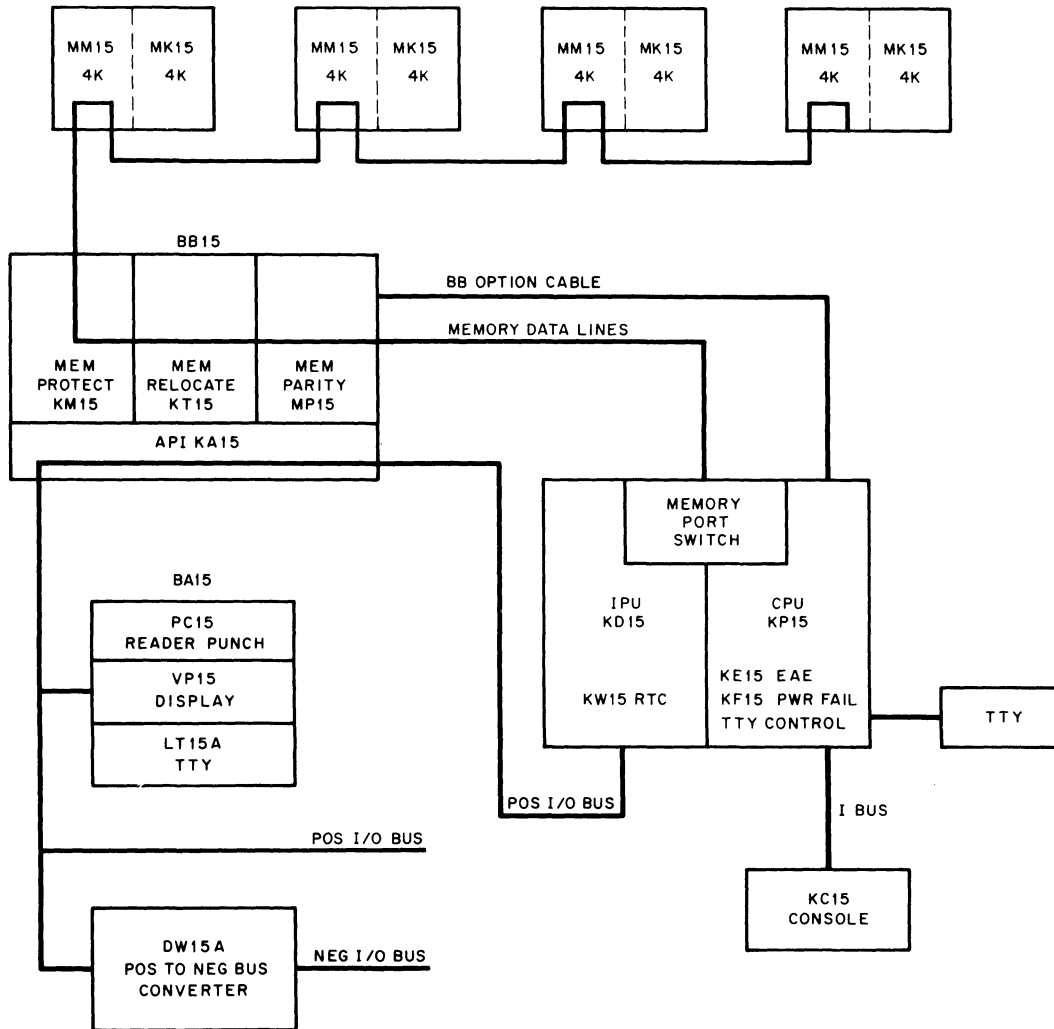 MM15 MK15 MM15 MK15 MM15 MK15 MM15 MK15
4K 4K 4K 4K 4K 4K 4K 4K
BB15
BB OPTION CABLE
MEMORY DATA LINES
MEM
PROTECT
KM15
MEM
RELOCATE
KT15
MEM
PARITY
MP15
API KA15
MEMORY
PORT
SWITCH
BA15
PC15
READER PUNCH
VP15
DISPLAY
LT15A
TTY
IPU
KD15
KW15 RTC
CPU
KP15
KE15 EAE
KF15 PWR FAIL
TTY CONTROL
TTY
POS I/O BUS
I BUS
POS I/O BUS
KC15
CONSOLE
DW15A
POS TO NEG BUS
CONVERTER
NEG I/O BUS